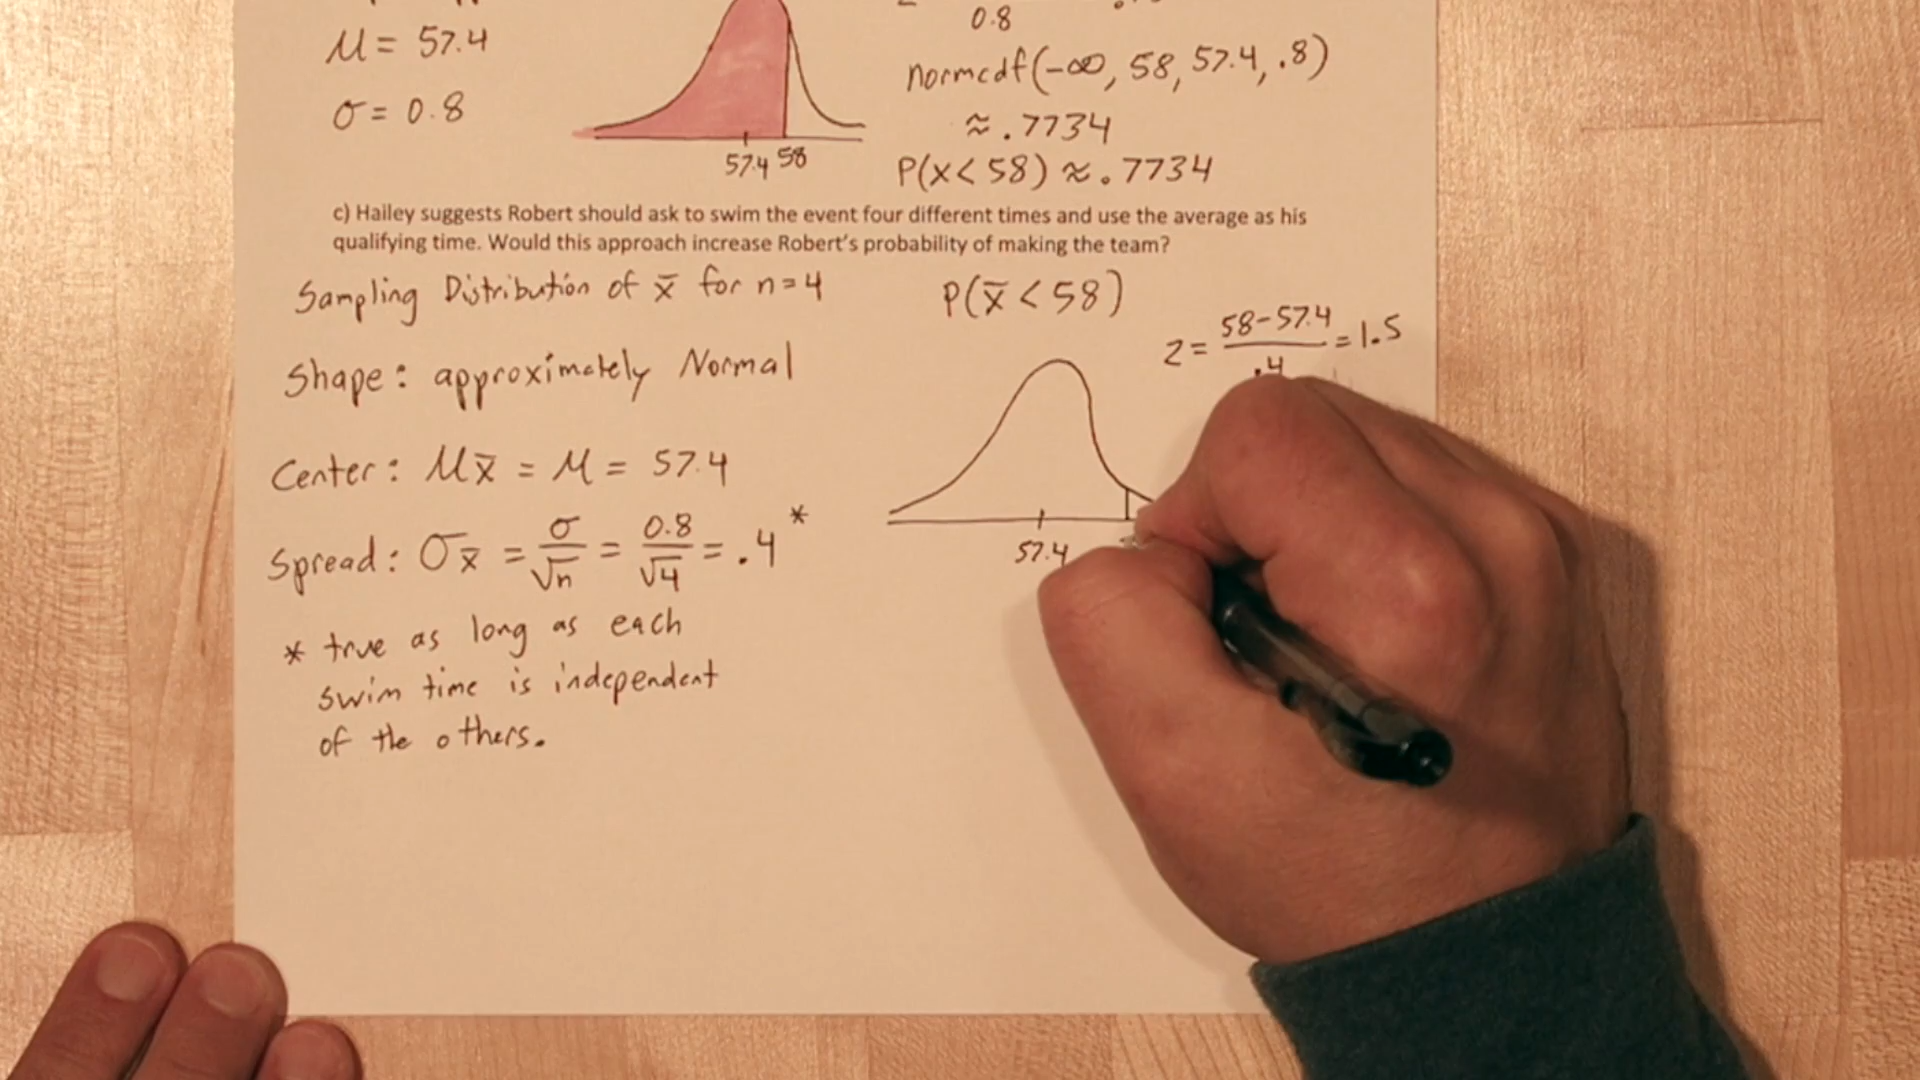 0.8
μ = 57.4
normcdf(-∞, 58, 57.4, .8)
σ = 0.8
≈ .7734
57.4 58
P(x < 58) ≈ .7734
c) Hailey suggests Robert should ask to swim the event four different times and use the average as his
qualifying time. Would this approach increase Robert's probability of making the team?
Sampling Distribution of x̄ for n = 4
P(x̄ < 58)
z = (58 - 57.4)/.4 = 1.5
Shape: approximately Normal
Center: μx̄ = μ = 57.4
Spread: σx̄ = σ/√n = 0.8/√4 = .4 *
57.4
* true as long as each
swim time is independent
of the others.